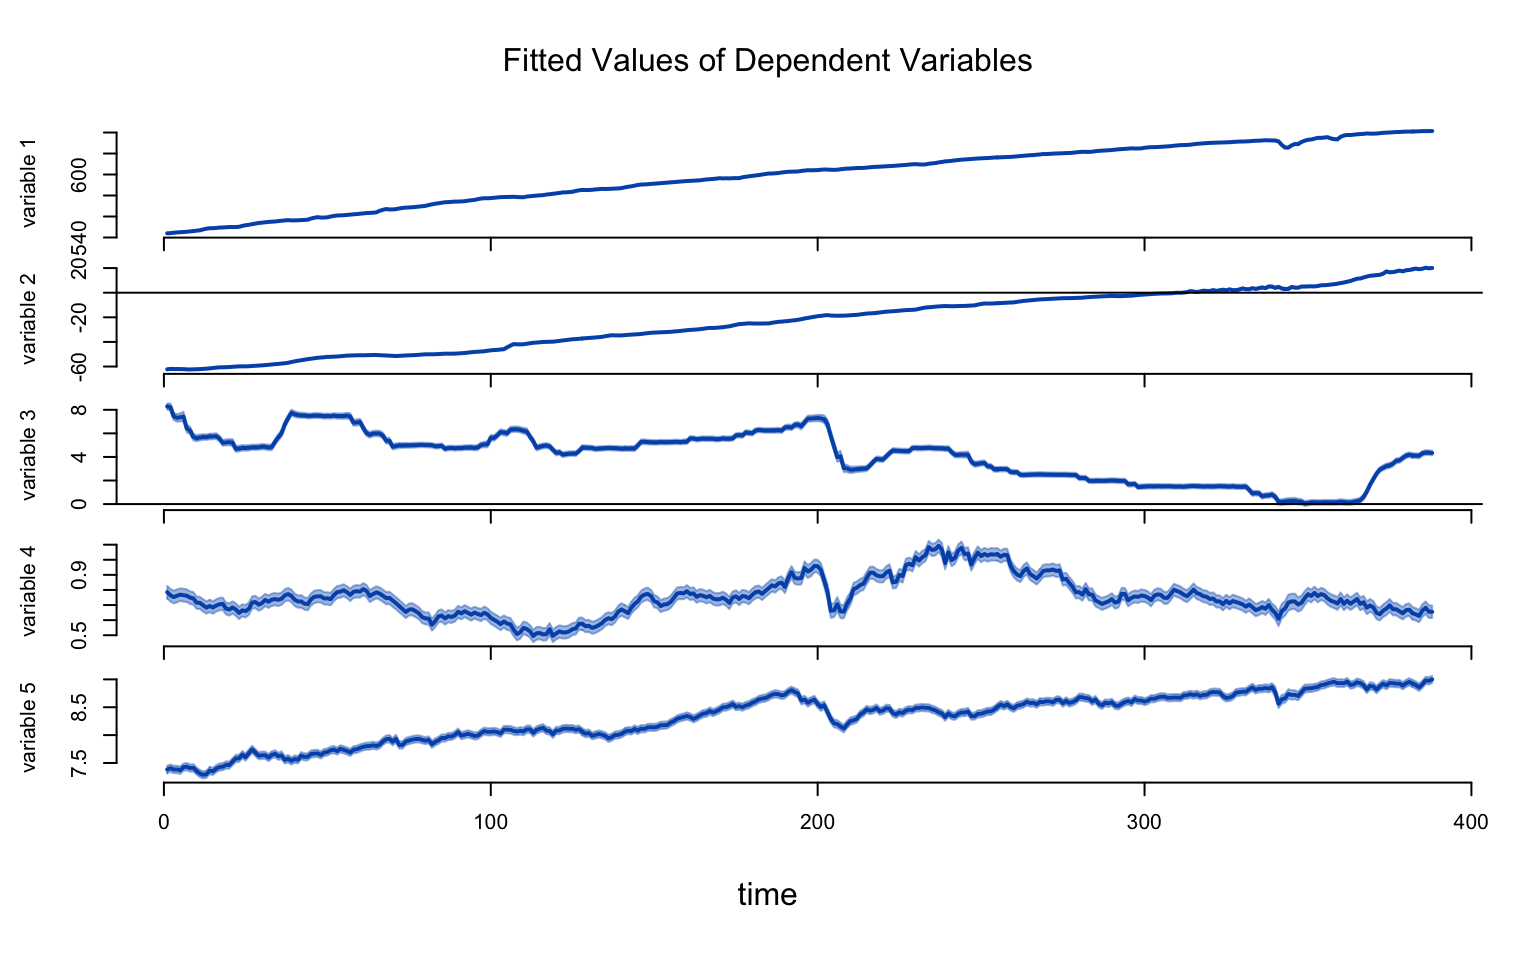 Fitted Values of Dependent Variables
variable 1
600
540
variable 2
20
-20
-60
variable 3
8
4
0
variable 4
0.9
0.5
variable 5
8.5
7.5
0 100 200 300 400
time